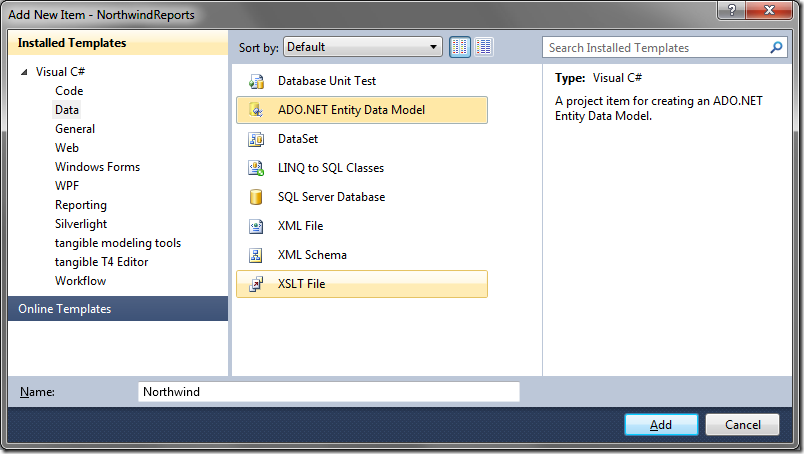 Add New Item - NorthwindReports
Installed Templates
Sort by: Default
Search Installed Templates
Visual C#
Code
Data
General
Web
Windows Forms
WPF
Reporting
Silverlight
tangible modeling tools
tangible T4 Editor
Workflow
Online Templates
Database Unit Test
ADO.NET Entity Data Model
DataSet
LINQ to SQL Classes
SQL Server Database
XML File
XML Schema
XSLT File
Type: Visual C#
A project item for creating an ADO.NET
Entity Data Model.
Name: Northwind
Add Cancel